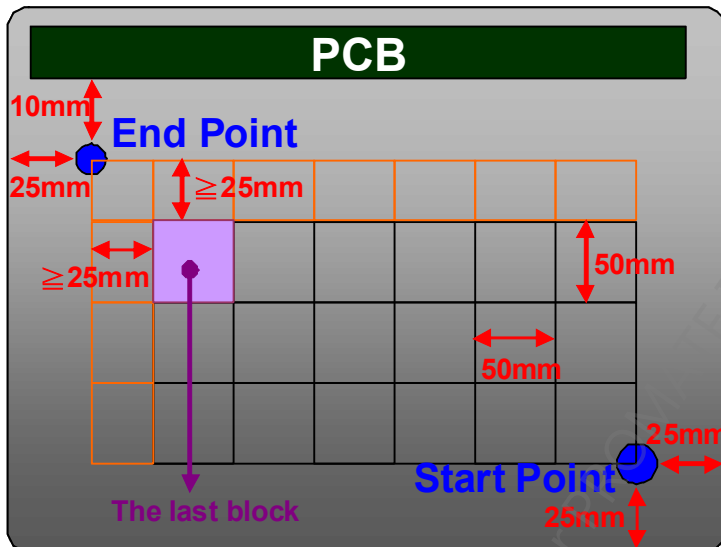 PCB
10mm
End Point
25mm
≧25mm
≧25mm
50mm
50mm
25mm
Start Point
25mm
The last block